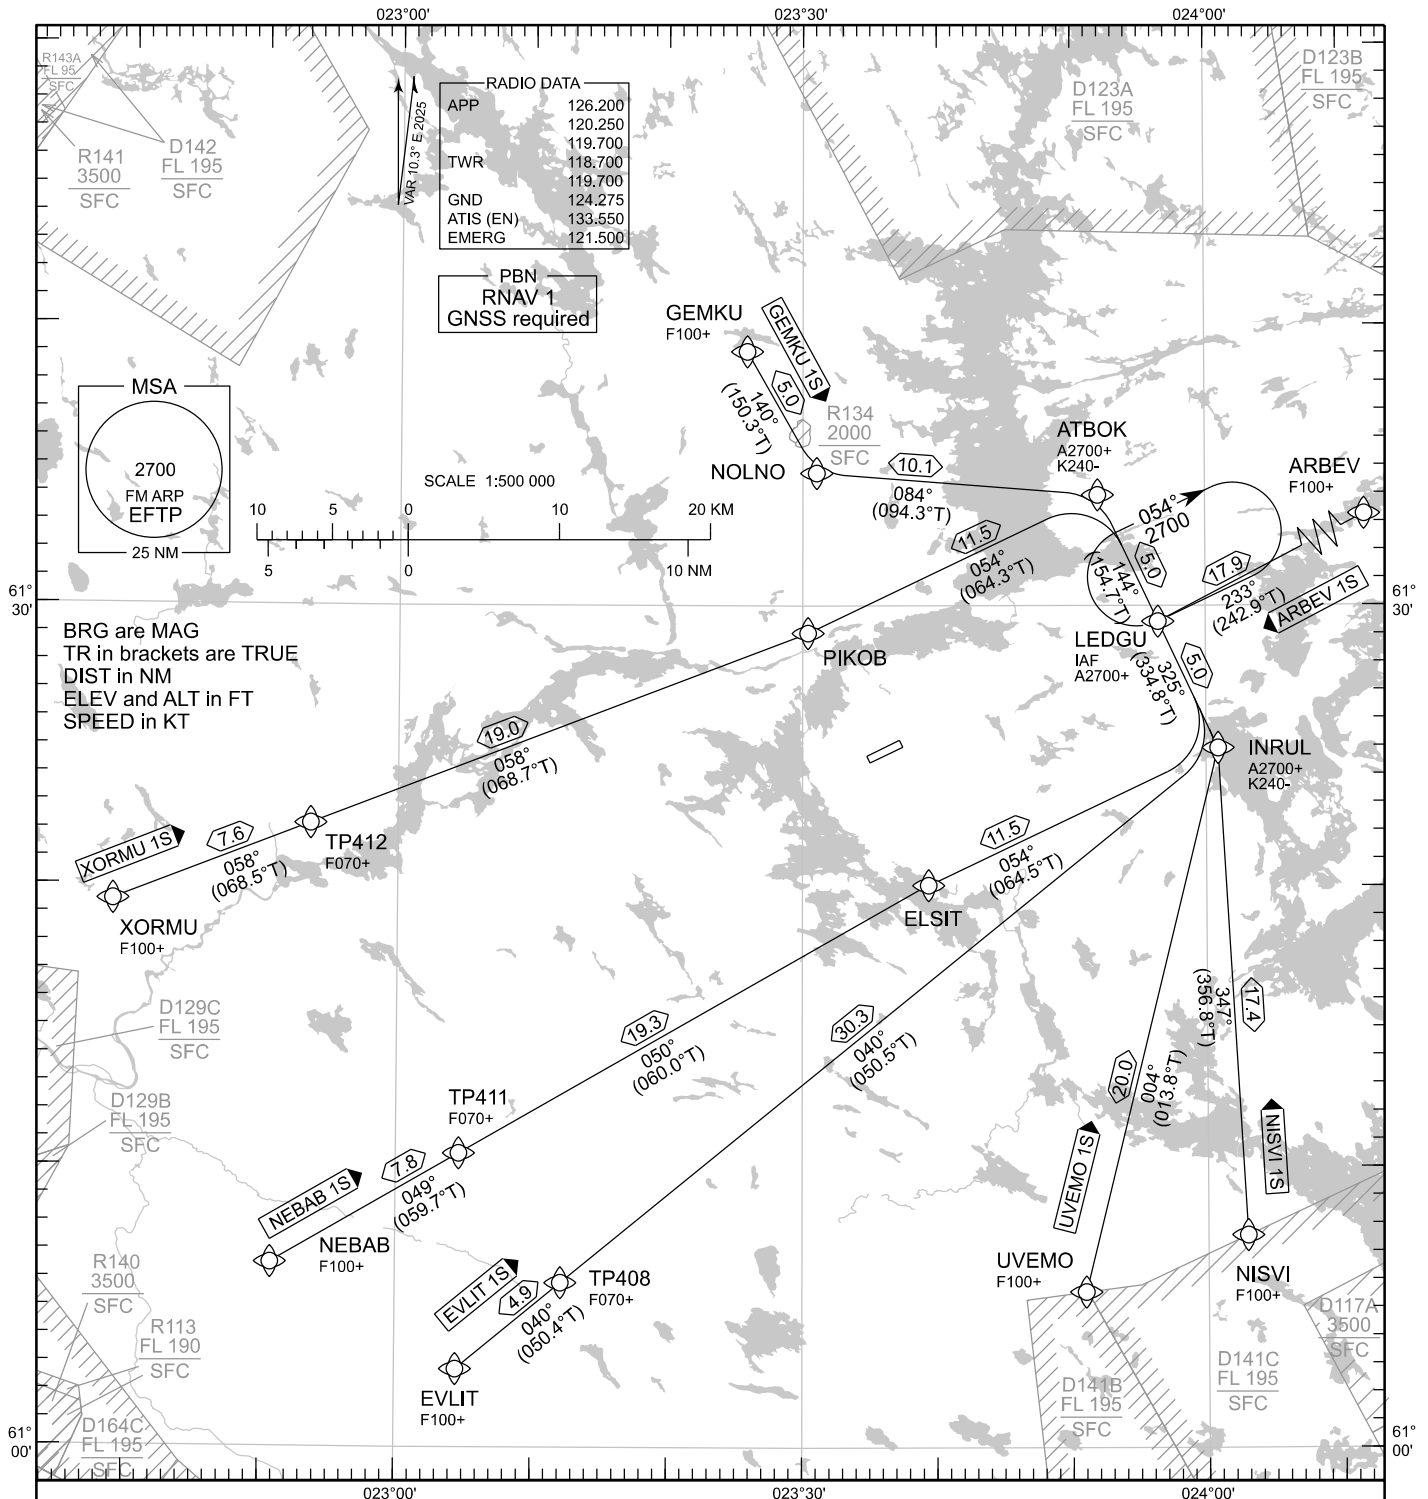 023°00'
023°30'
024°00'
R143A
FL 95
SFC
D142
FL 195
SFC
R141
3500
SFC
VAR 10.3° E 2025
RADIO DATA
APP 126.200
120.250
119.700
TWR 118.700
119.700
GND 124.275
ATIS (EN) 133.550
EMERG 121.500
PBN
RNAV 1
GNSS required
D123A
FL 195
SFC
D123B
FL 195
SFC
GEMKU
F100+
GEMKU 1S
5.0
140°
(150.3°T)
R134
2000
SFC
NOLNO
10.1
084°
(094.3°T)
ATBOK
A2700+
K240-
ARBEV
F100+
MSA
2700
FM ARP
EFTP
25 NM
SCALE 1:500 000
10 5 0 10 20 KM
5 0 10 NM
054°
2700
5.0
144°
(154.7°T)
17.9
233°
(242.9°T)
ARBEV 1S
11.5
054°
(064.3°T)
61°
30'
61°
30'
BRG are MAG
TR in brackets are TRUE
DIST in NM
ELEV and ALT in FT
SPEED in KT
PIKOB
LEDGU
IAF
A2700+
5.0
325°
(334.8°T)
INRUL
A2700+
K240-
19.0
058°
(068.7°T)
XORMU 1S
7.6
058°
(068.5°T)
TP412
F070+
XORMU
F100+
11.5
054°
(064.5°T)
ELSIT
D129C
FL 195
SFC
19.3
050°
(060.0°T)
30.3
040°
(050.5°T)
347°
(356.8°T)
17.4
20.0
004°
(013.8°T)
D129B
FL 195
SFC
TP411
F070+
NEBAB 1S
7.8
049°
(059.7°T)
NEBAB
F100+
UVEMO 1S
NISVI 1S
R140
3500
SFC
EVLIT 1S
4.9
040°
(050.4°T)
TP408
F070+
UVEMO
F100+
NISVI
F100+
R113
FL 190
SFC
D117A
3500
SFC
EVLIT
F100+
D141B
FL 195
SFC
D141C
FL 195
SFC
D164C
FL 195
SFC
61°
00'
61°
00'
023°00'
023°30'
024°00'